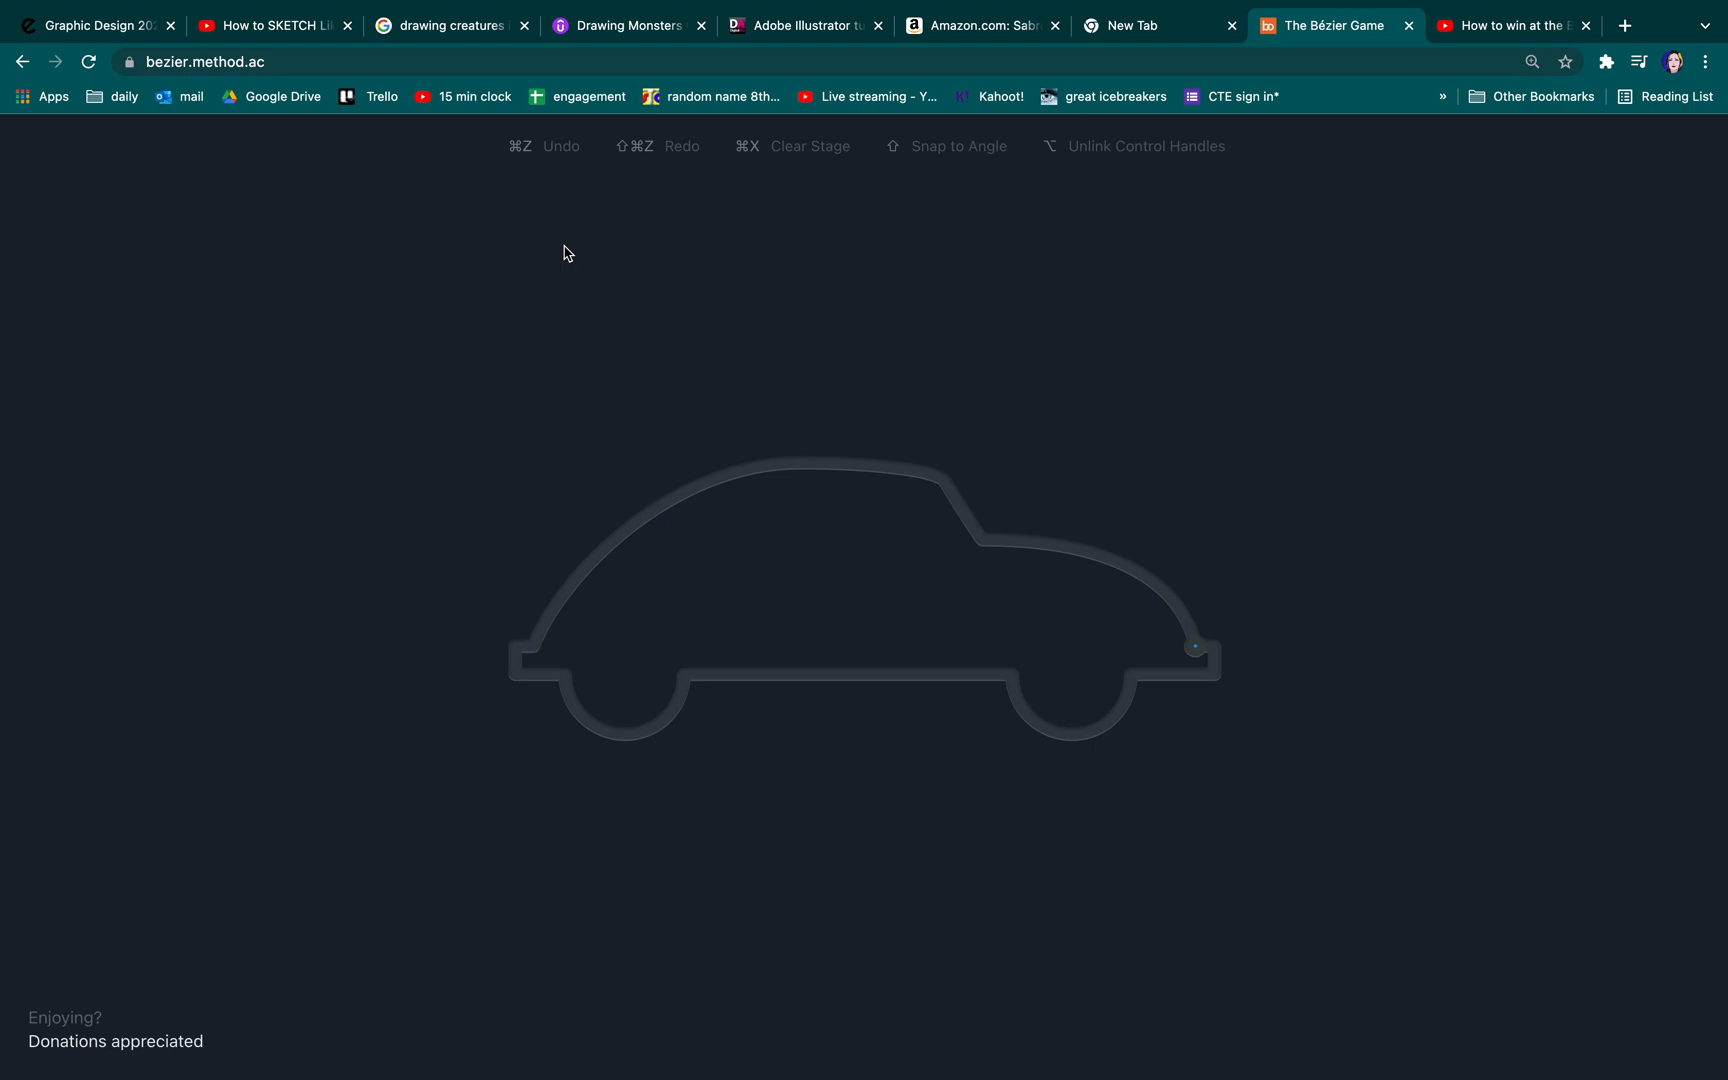 Graphic Design 202
How to SKETCH Li
drawing creatures
Drawing Monsters
Adobe Illustrator tu
Amazon.com: Sabr
New Tab
The Bézier Game
How to win at the B
bezier.method.ac
Apps
daily
mail
Google Drive
Trello
15 min clock
engagement
random name 8th...
Live streaming - Y...
Kahoot!
great icebreakers
CTE sign in*
»
Other Bookmarks
Reading List
⌘Z Undo
⇧⌘Z Redo
⌘X Clear Stage
⇧ Snap to Angle
⌥ Unlink Control Handles
Enjoying?
Donations appreciated